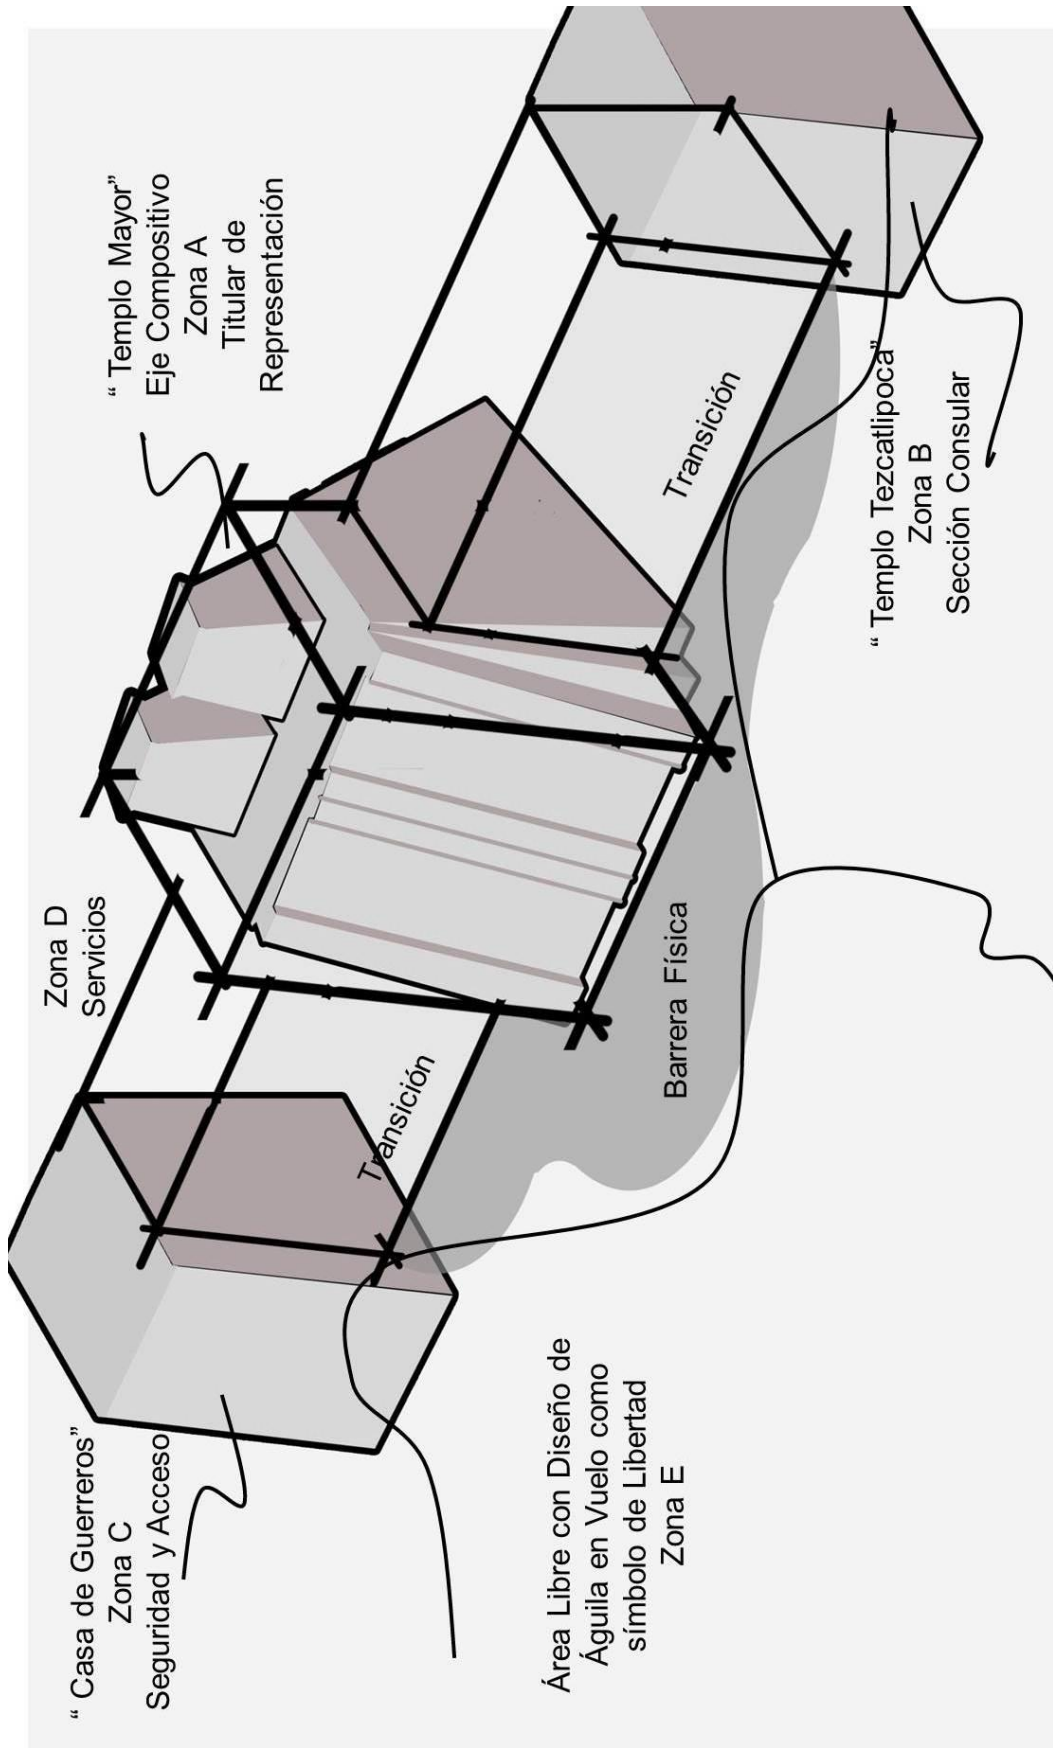 “ Casa de Guerreros”
Zona C
Seguridad y Acceso
Zona D
Servicios
“ Templo Mayor”
Eje Compositivo
Zona A
Titular de
Representación
Transición
Transición
Barrera Física
Área Libre con Diseño de
Águila en Vuelo como
símbolo de Libertad
Zona E
“ Templo Tezcatlipoca”
Zona B
Sección Consular